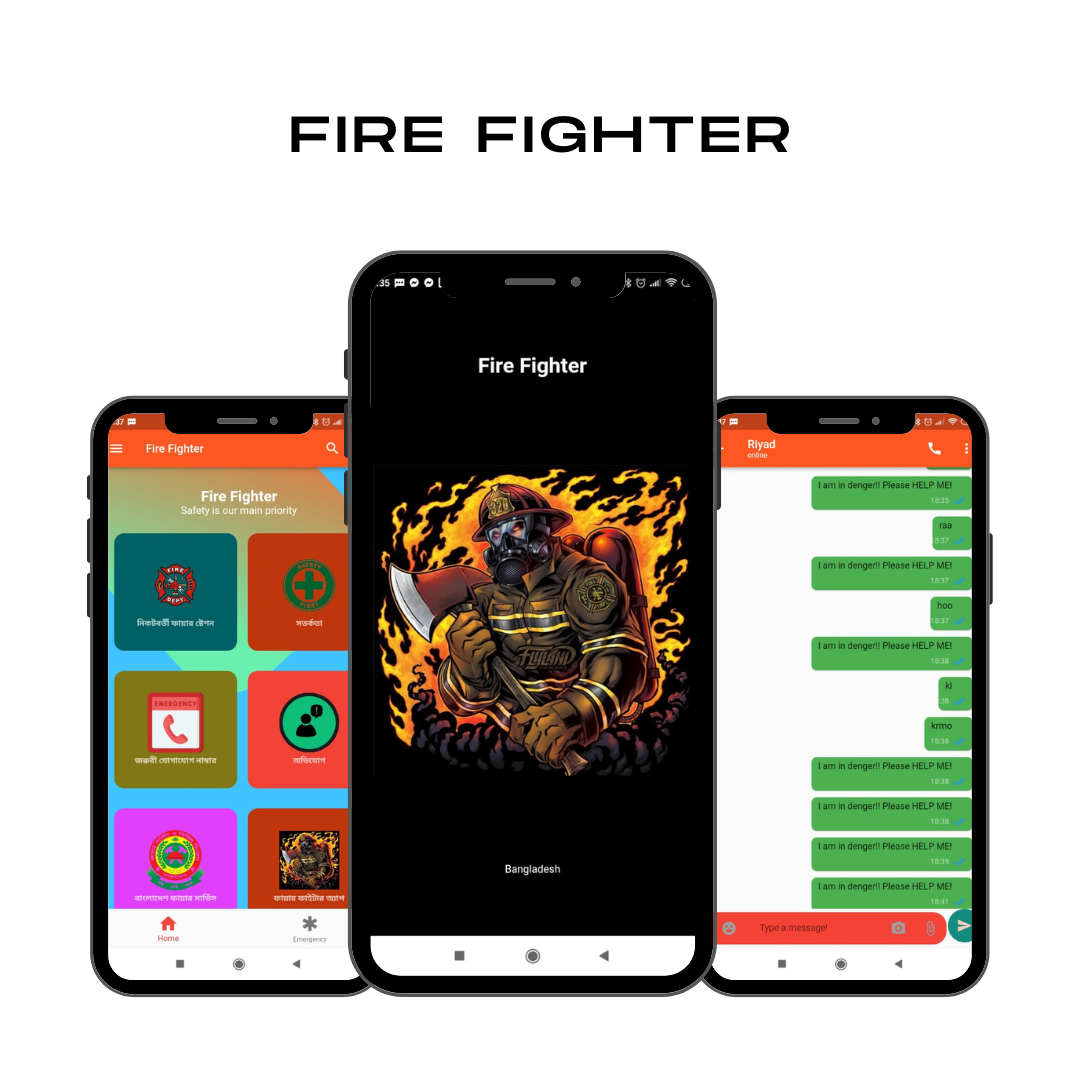 FIRE FIGHTER
:37
Fire Fighter
Fire Fighter
Safety is our main priority
FIRE
DEPT.
নিকটবর্তী ফায়ার ষ্টেশন
SAFETY
FIRST
সতর্কতা
EMERGENCY
জরুরী যোগাযোগ নাম্বার
অভিযোগ
বাংলাদেশ ফায়ার সার্ভিস
ফায়ার ফাইটার অ্যাপ
Home
Emergency
:35
Fire Fighter
320
FLYLAND
Bangladesh
Riyad
online
I am in denger!! Please HELP ME!
18:35
raa
18:37
I am in denger!! Please HELP ME!
18:37
hoo
18:37
I am in denger!! Please HELP ME!
18:38
ki
:38
krmo
18:38
I am in denger!! Please HELP ME!
18:38
I am in denger!! Please HELP ME!
18:38
I am in denger!! Please HELP ME!
18:39
I am in denger!! Please HELP ME!
18:41
Type a message!